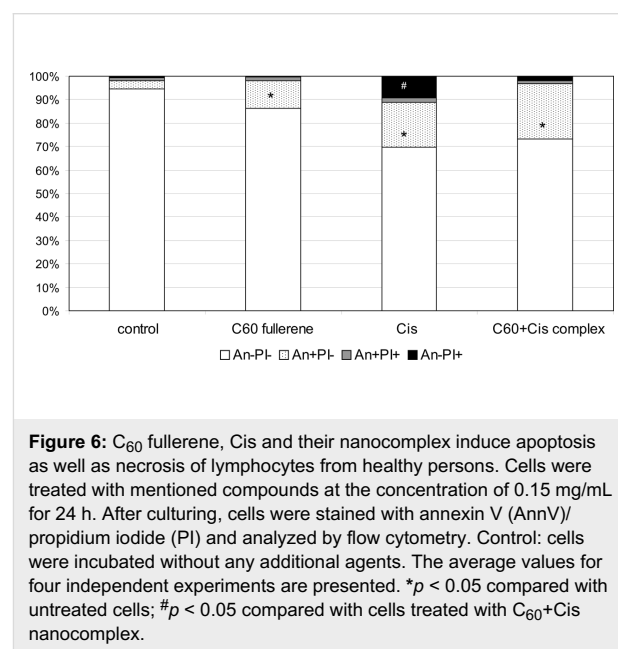 100%
90%
80%
70%
60%
50%
40%
30%
20%
10%
0%
*
#
*
*
control C60 fullerene Cis C60+Cis complex
□ An-PI- An+PI- An+PI+ ■ An-PI+
Figure 6: C₆₀ fullerene, Cis and their nanocomplex induce apoptosis
as well as necrosis of lymphocytes from healthy persons. Cells were
treated with mentioned compounds at the concentration of 0.15 mg/mL
for 24 h. After culturing, cells were stained with annexin V (AnnV)/
propidium iodide (PI) and analyzed by flow cytometry. Control: cells
were incubated without any additional agents. The average values for
four independent experiments are presented. *p < 0.05 compared with
untreated cells; #p < 0.05 compared with cells treated with C₆₀+Cis
nanocomplex.